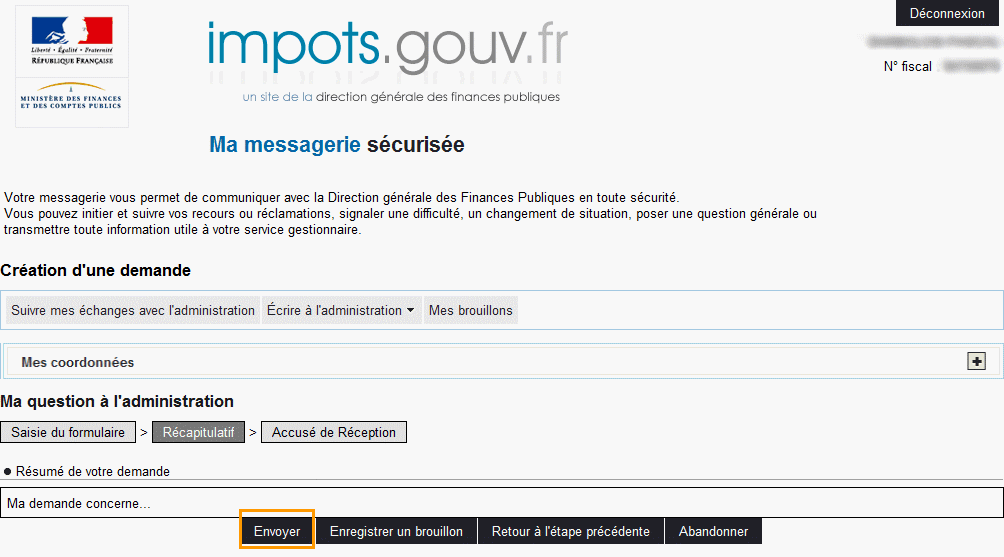 Déconnexion
Liberté • Égalité • Fraternité
RÉPUBLIQUE FRANÇAISE
MINISTÈRE DES FINANCES
ET DES COMPTES PUBLICS
impots.gouv.fr
un site de la direction générale des finances publiques
N° fiscal :
Ma messagerie sécurisée
Votre messagerie vous permet de communiquer avec la Direction générale des Finances Publiques en toute sécurité.
Vous pouvez initier et suivre vos recours ou réclamations, signaler une difficulté, un changement de situation, poser une question générale ou
transmettre toute information utile à votre service gestionnaire.
Création d'une demande
Suivre mes échanges avec l'administration Écrire à l'administration Mes brouillons
Mes coordonnées
Ma question à l'administration
Saisie du formulaire > Récapitulatif > Accusé de Réception
Résumé de votre demande
Ma demande concerne...
Envoyer Enregistrer un brouillon Retour à l'étape précédente Abandonner